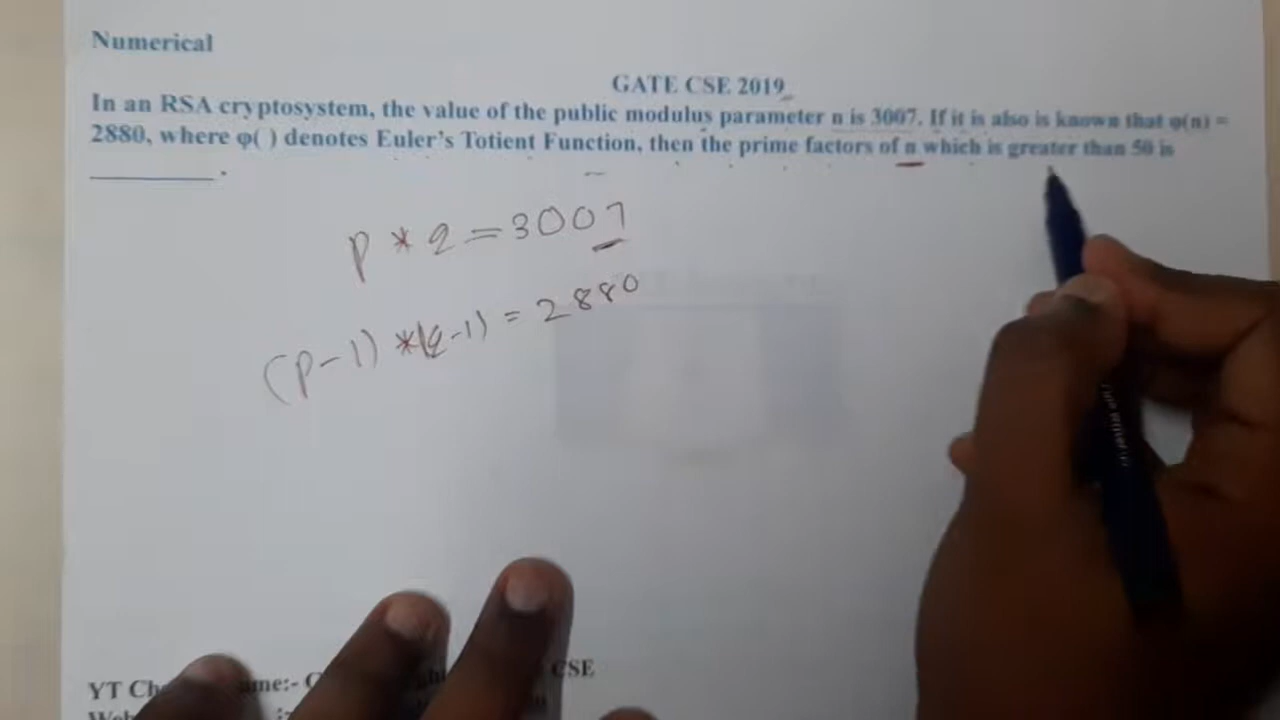 Numerical
GATE CSE 2019
In an RSA cryptosystem, the value of the public modulus parameter n is 3007. If it is also is known that φ(n) =
2880, where φ( ) denotes Euler's Totient Function, then the prime factors of n which is greater than 50 is
__________ .
p * q = 3007
(p-1) * (q-1) = 2880
CSE
YT Ch ame:-